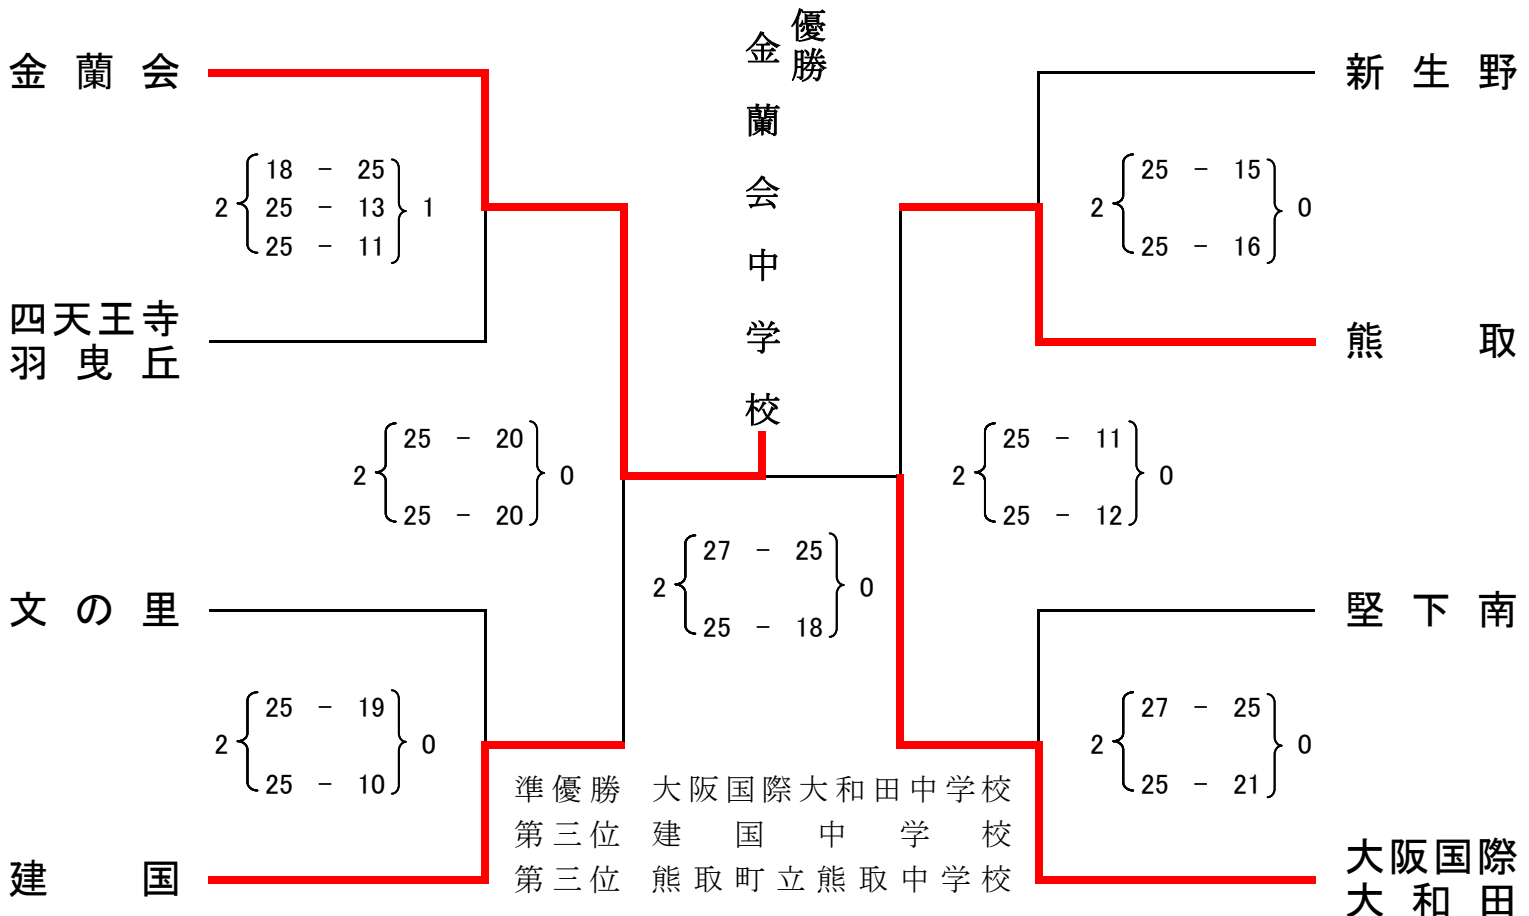 優勝
金蘭会中学校
金蘭会
18 - 25
2 25 - 13 1
25 - 11
四天王寺
羽曳丘
25 - 20
2 0
25 - 20
文の里
25 - 19
2 0
25 - 10
建国
新生野
25 - 15
2 0
25 - 16
熊取
25 - 11
2 0
25 - 12
堅下南
27 - 25
2 0
25 - 21
大阪国際
大和田
27 - 25
2 0
25 - 18
準優勝 大阪国際大和田中学校
第三位 建国中学校
第三位 熊取町立熊取中学校